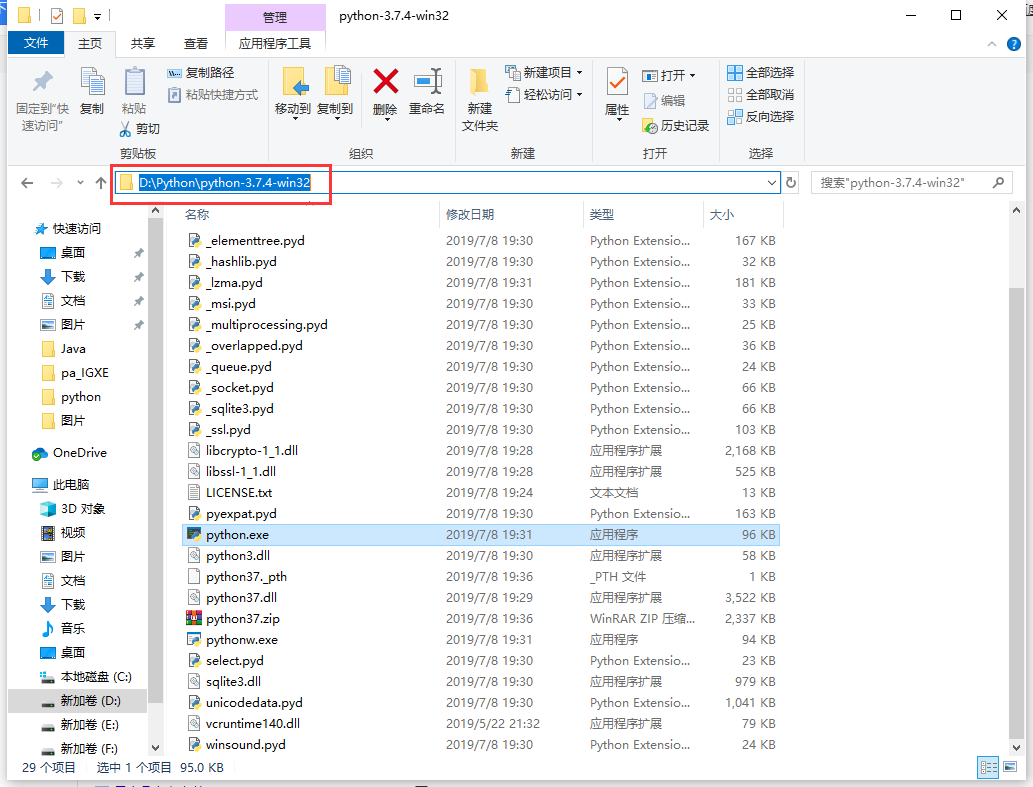 管理
python-3.7.4-win32
文件
主页
共享
查看
应用程序工具
固定到"快
速访问"
复制
粘贴
复制路径
粘贴快捷方式
剪切
剪贴板
移动到
复制到
删除
重命名
组织
新建
文件夹
新建项目
轻松访问
新建
属性
打开
编辑
历史记录
打开
全部选择
全部取消
反向选择
选择
D:\Python\python-3.7.4-win32
搜索"python-3.7.4-win32"
快速访问
桌面
下载
文档
图片
Java
pa_IGXE
python
图片
OneDrive
此电脑
3D 对象
视频
图片
文档
下载
音乐
桌面
本地磁盘 (C:)
新加卷 (D:)
新加卷 (E:)
新加卷 (F:)
名称 修改日期 类型 大小
_elementtree.pyd 2019/7/8 19:30 Python Extensio... 167 KB
_hashlib.pyd 2019/7/8 19:30 Python Extensio... 32 KB
_lzma.pyd 2019/7/8 19:31 Python Extensio... 181 KB
_msi.pyd 2019/7/8 19:30 Python Extensio... 33 KB
_multiprocessing.pyd 2019/7/8 19:30 Python Extensio... 25 KB
_overlapped.pyd 2019/7/8 19:30 Python Extensio... 36 KB
_queue.pyd 2019/7/8 19:30 Python Extensio... 24 KB
_socket.pyd 2019/7/8 19:30 Python Extensio... 66 KB
_sqlite3.pyd 2019/7/8 19:30 Python Extensio... 66 KB
_ssl.pyd 2019/7/8 19:30 Python Extensio... 103 KB
libcrypto-1_1.dll 2019/7/8 19:28 应用程序扩展 2,168 KB
libssl-1_1.dll 2019/7/8 19:28 应用程序扩展 525 KB
LICENSE.txt 2019/7/8 19:24 文本文档 13 KB
pyexpat.pyd 2019/7/8 19:30 Python Extensio... 163 KB
python.exe 2019/7/8 19:31 应用程序 96 KB
python3.dll 2019/7/8 19:30 应用程序扩展 58 KB
python37._pth 2019/7/8 19:36 _PTH 文件 1 KB
python37.dll 2019/7/8 19:29 应用程序扩展 3,522 KB
python37.zip 2019/7/8 19:36 WinRAR ZIP 压缩... 2,337 KB
pythonw.exe 2019/7/8 19:31 应用程序 94 KB
select.pyd 2019/7/8 19:30 Python Extensio... 23 KB
sqlite3.dll 2019/7/8 19:30 应用程序扩展 979 KB
unicodedata.pyd 2019/7/8 19:30 Python Extensio... 1,041 KB
vcruntime140.dll 2019/5/22 21:32 应用程序扩展 79 KB
winsound.pyd 2019/7/8 19:30 Python Extensio... 24 KB
29 个项目 选中 1 个项目 95.0 KB